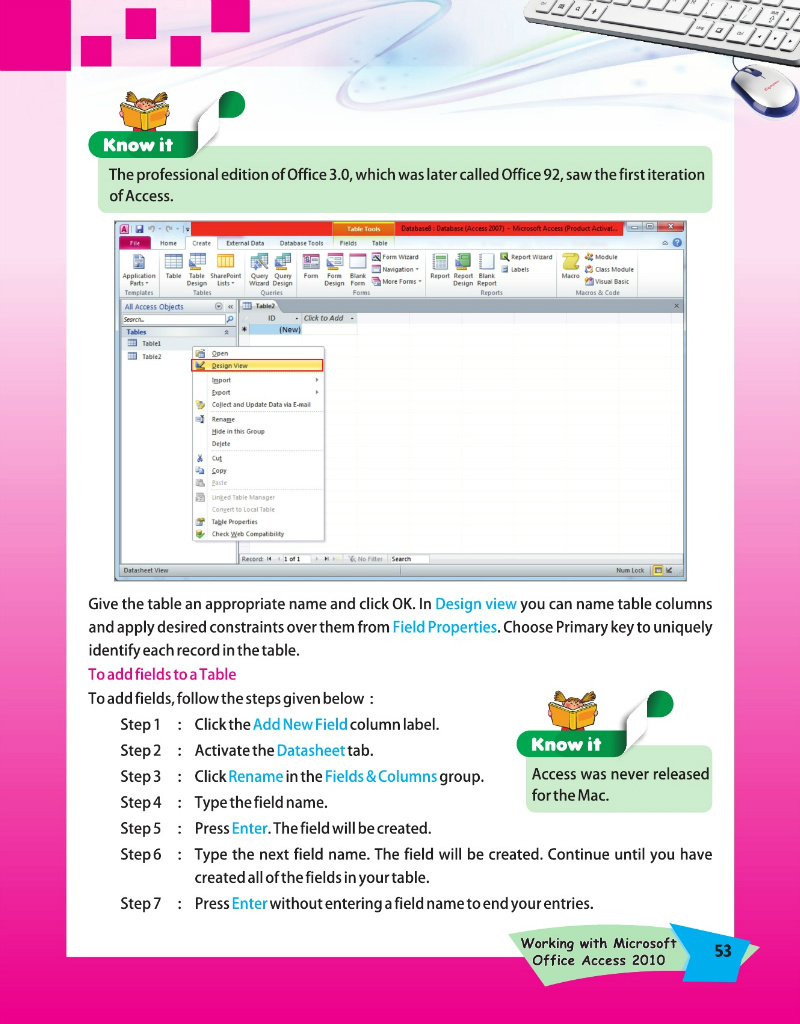 Know it
The professional edition of Office 3.0, which was later called Office 92, saw the first iteration
of Access.
Table Tools
Database8 : Database (Access 2007) - Microsoft Access (Product Activat...
File Home Create External Data Database Tools Fields Table
Application Parts Table Table Design SharePoint Lists Query Wizard Query Design Form Form Design Blank Form Form Wizard Navigation More Forms Report Report Design Blank Report Report Wizard Labels Macro Module Class Module Visual Basic
Templates Tables Queries Forms Reports Macros & Code
All Access Objects
Search...
Tables
Table1
Table2
Table2
ID Click to Add
(New)
Open
Design View
Import
Export
Collect and Update Data via E-mail
Rename
Hide in this Group
Delete
Cut
Copy
Paste
Linked Table Manager
Convert to Local Table
Table Properties
Check Web Compatibility
Record: 1 of 1 No Filter Search
Datasheet View Num Lock
Give the table an appropriate name and click OK. In Design view you can name table columns
and apply desired constraints over them from Field Properties. Choose Primary key to uniquely
identify each record in the table.
To add fields to a Table
To add fields, follow the steps given below :
Step 1 : Click the Add New Field column label.
Step 2 : Activate the Datasheet tab.
Step 3 : Click Rename in the Fields & Columns group.
Step 4 : Type the field name.
Step 5 : Press Enter. The field will be created.
Step 6 : Type the next field name. The field will be created. Continue until you have
created all of the fields in your table.
Step 7 : Press Enter without entering a field name to end your entries.
Know it
Access was never released
for the Mac.
Working with Microsoft
Office Access 2010
53